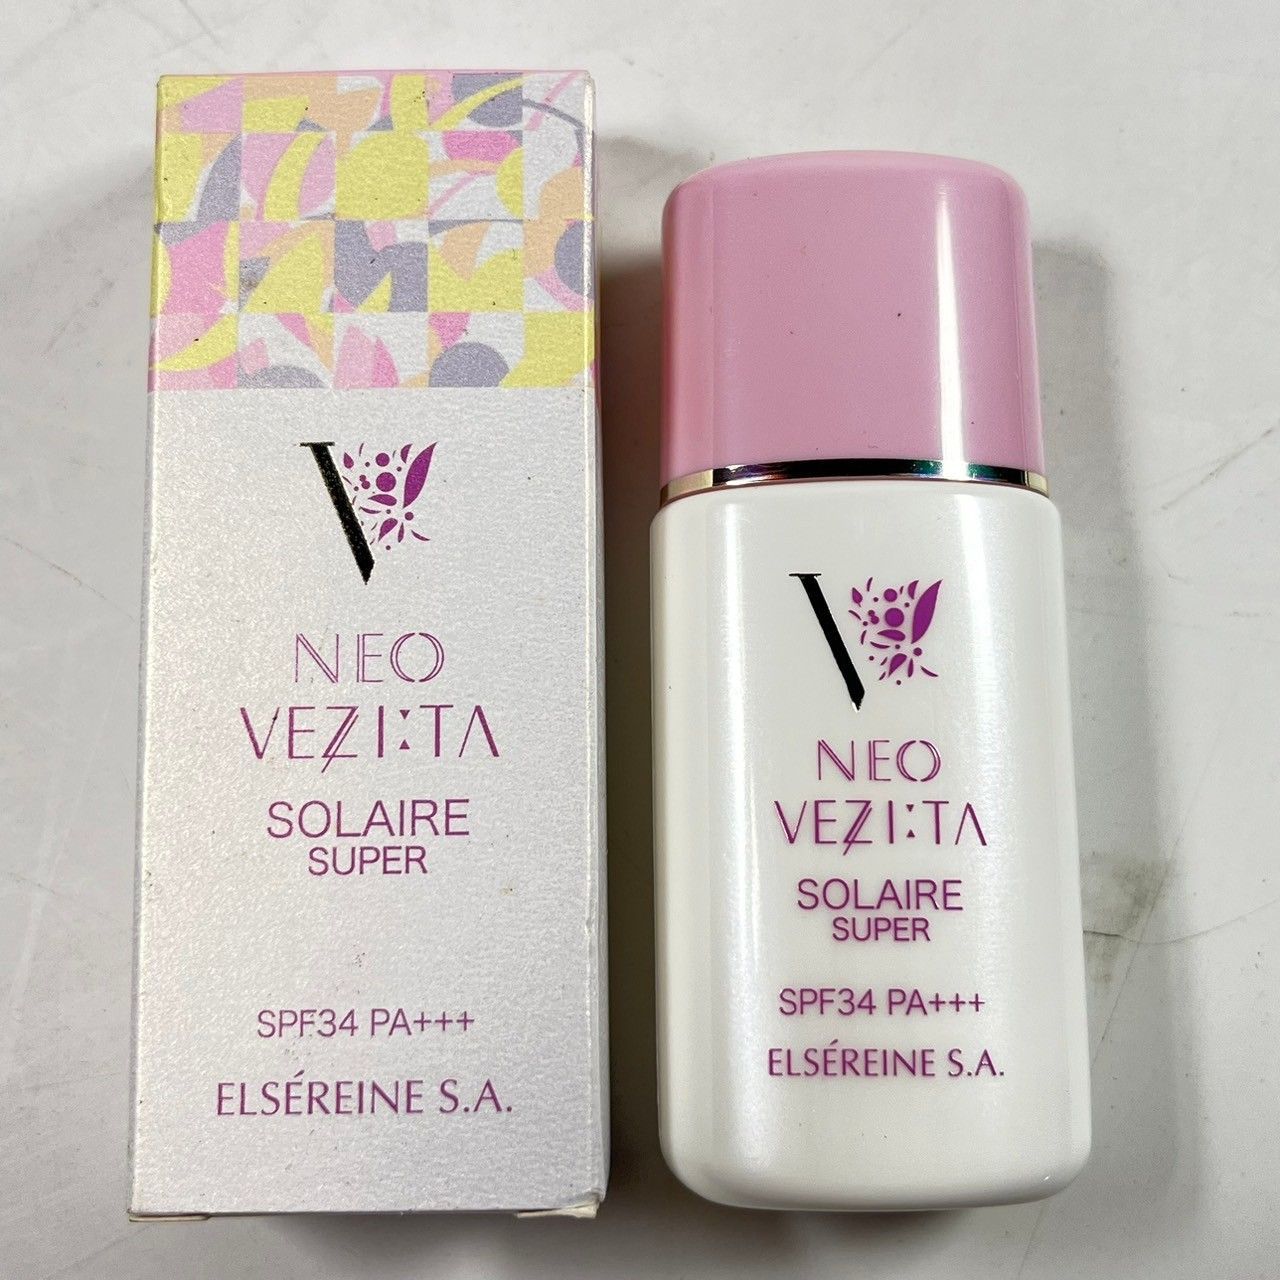 V
NEO
VEZI:TA
SOLAIRE
SUPER
SPF34 PA+++
ELSÉREINE S.A.
V
NEO
VEZI:TA
SOLAIRE
SUPER
SPF34 PA+++
ELSÉREINE S.A.